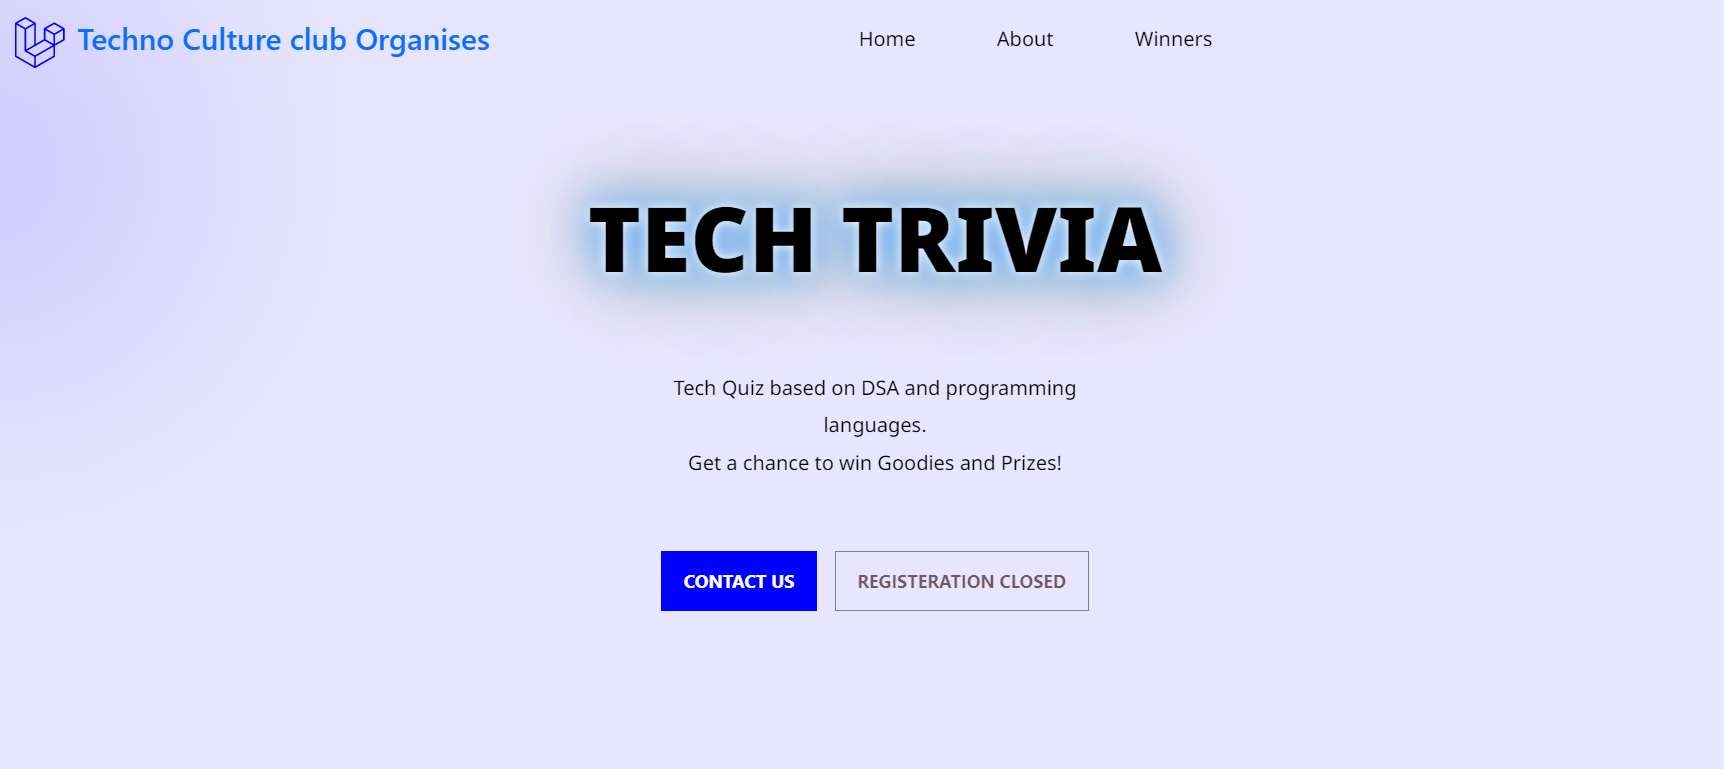 Techno Culture club Organises
Home
About
Winners
TECH TRIVIA
Tech Quiz based on DSA and programming
languages.
Get a chance to win Goodies and Prizes!
CONTACT US
REGISTERATION CLOSED